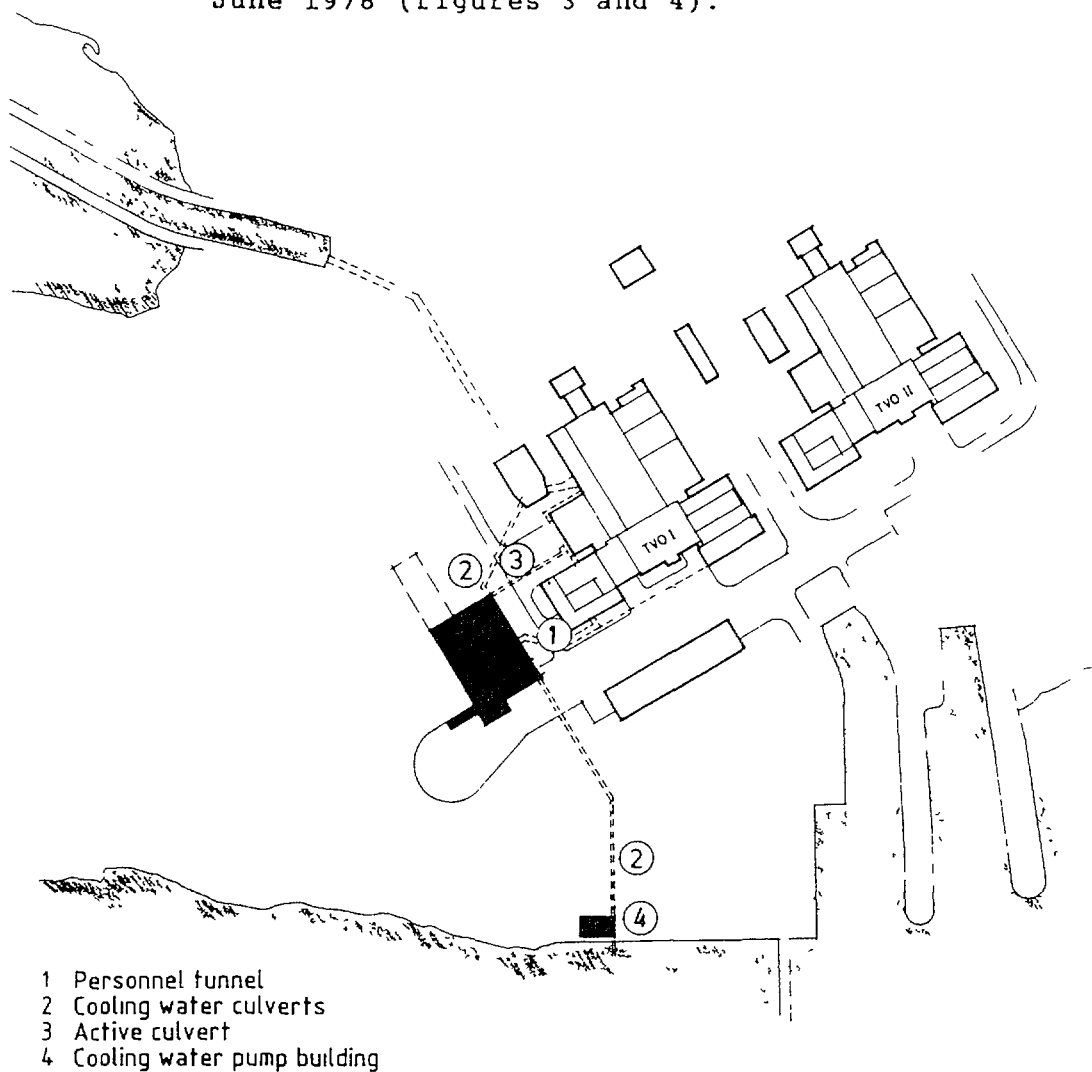 June 1978 (figures 3 and 4).
TVO II
TVO I
2
3
1
2
4
1 Personnel tunnel
2 Cooling water culverts
3 Active culvert
4 Cooling water pump building